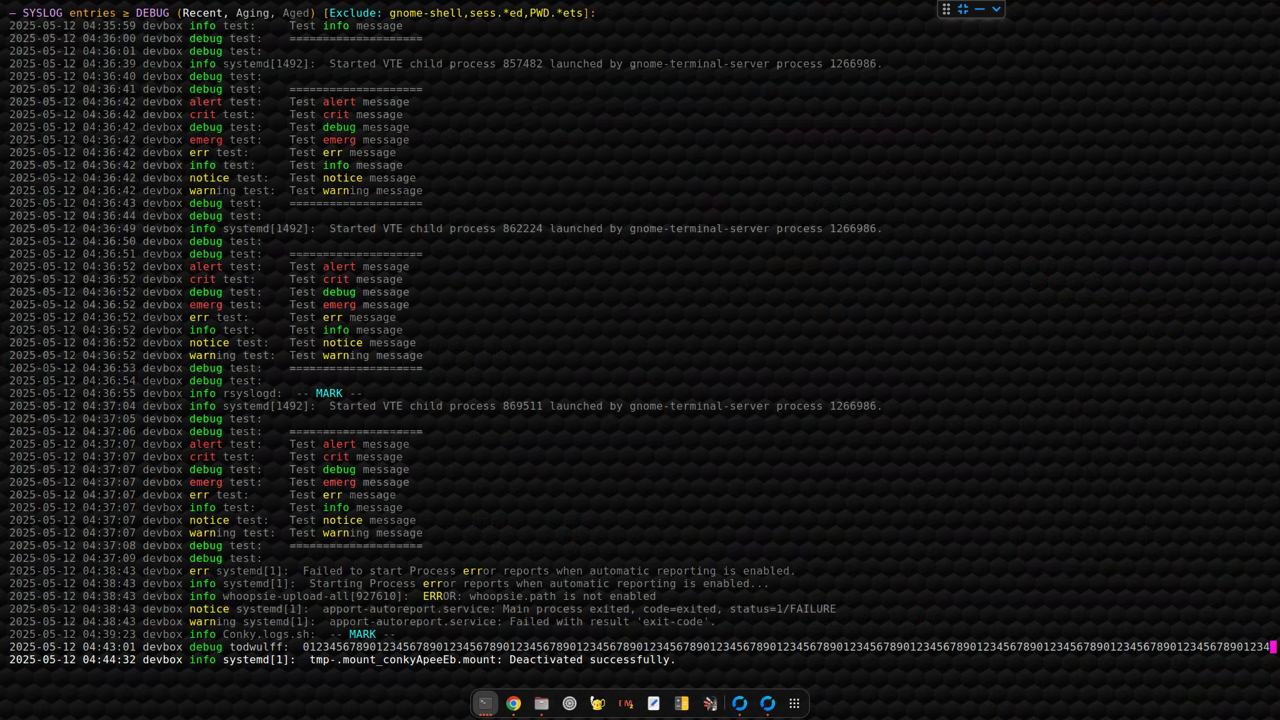 — SYSLOG entries ≥ DEBUG (Recent, Aging, Aged) [Exclude: gnome-shell,sess.*ed,PWD.*ets]:
2025-05-12 04:35:59 devbox info test:    Test info message
2025-05-12 04:36:00 devbox debug test:    ====================
2025-05-12 04:36:01 devbox debug test:
2025-05-12 04:36:39 devbox info systemd[1492]:  Started VTE child process 857482 launched by gnome-terminal-server process 1266986.
2025-05-12 04:36:40 devbox debug test:
2025-05-12 04:36:41 devbox debug test:    ====================
2025-05-12 04:36:42 devbox alert test:    Test alert message
2025-05-12 04:36:42 devbox crit test:     Test crit message
2025-05-12 04:36:42 devbox debug test:    Test debug message
2025-05-12 04:36:42 devbox emerg test:    Test emerg message
2025-05-12 04:36:42 devbox err test:      Test err message
2025-05-12 04:36:42 devbox info test:     Test info message
2025-05-12 04:36:42 devbox notice test:   Test notice message
2025-05-12 04:36:42 devbox warning test:  Test warning message
2025-05-12 04:36:43 devbox debug test:    ====================
2025-05-12 04:36:44 devbox debug test:
2025-05-12 04:36:49 devbox info systemd[1492]:  Started VTE child process 862224 launched by gnome-terminal-server process 1266986.
2025-05-12 04:36:50 devbox debug test:
2025-05-12 04:36:51 devbox debug test:    ====================
2025-05-12 04:36:52 devbox alert test:    Test alert message
2025-05-12 04:36:52 devbox crit test:     Test crit message
2025-05-12 04:36:52 devbox debug test:    Test debug message
2025-05-12 04:36:52 devbox emerg test:    Test emerg message
2025-05-12 04:36:52 devbox err test:      Test err message
2025-05-12 04:36:52 devbox info test:     Test info message
2025-05-12 04:36:52 devbox notice test:   Test notice message
2025-05-12 04:36:52 devbox warning test:  Test warning message
2025-05-12 04:36:53 devbox debug test:    ====================
2025-05-12 04:36:54 devbox debug test:
2025-05-12 04:36:55 devbox info rsyslogd:  -- MARK --
2025-05-12 04:37:04 devbox info systemd[1492]:  Started VTE child process 869511 launched by gnome-terminal-server process 1266986.
2025-05-12 04:37:05 devbox debug test:
2025-05-12 04:37:06 devbox debug test:    ====================
2025-05-12 04:37:07 devbox alert test:    Test alert message
2025-05-12 04:37:07 devbox crit test:     Test crit message
2025-05-12 04:37:07 devbox debug test:    Test debug message
2025-05-12 04:37:07 devbox emerg test:    Test emerg message
2025-05-12 04:37:07 devbox err test:      Test err message
2025-05-12 04:37:07 devbox info test:     Test info message
2025-05-12 04:37:07 devbox notice test:   Test notice message
2025-05-12 04:37:07 devbox warning test:  Test warning message
2025-05-12 04:37:08 devbox debug test:    ====================
2025-05-12 04:37:09 devbox debug test:
2025-05-12 04:38:43 devbox err systemd[1]:  Failed to start Process error reports when automatic reporting is enabled.
2025-05-12 04:38:43 devbox info systemd[1]:  Starting Process error reports when automatic reporting is enabled...
2025-05-12 04:38:43 devbox info whoopsie-upload-all[927610]:  ERROR: whoopsie.path is not enabled
2025-05-12 04:38:43 devbox notice systemd[1]:  apport-autoreport.service: Main process exited, code=exited, status=1/FAILURE
2025-05-12 04:38:43 devbox warning systemd[1]:  apport-autoreport.service: Failed with result 'exit-code'.
2025-05-12 04:39:23 devbox info Conky.logs.sh:  -- MARK --
2025-05-12 04:43:01 devbox debug todwulff:  0123456789012345678901234567890123456789012345678901234567890123456789012345678901234567890123456789012345678901234567890123456789012345678901234
2025-05-12 04:44:32 devbox info systemd[1]:  tmp-.mount_conkyApeeEb.mount: Deactivated successfully.